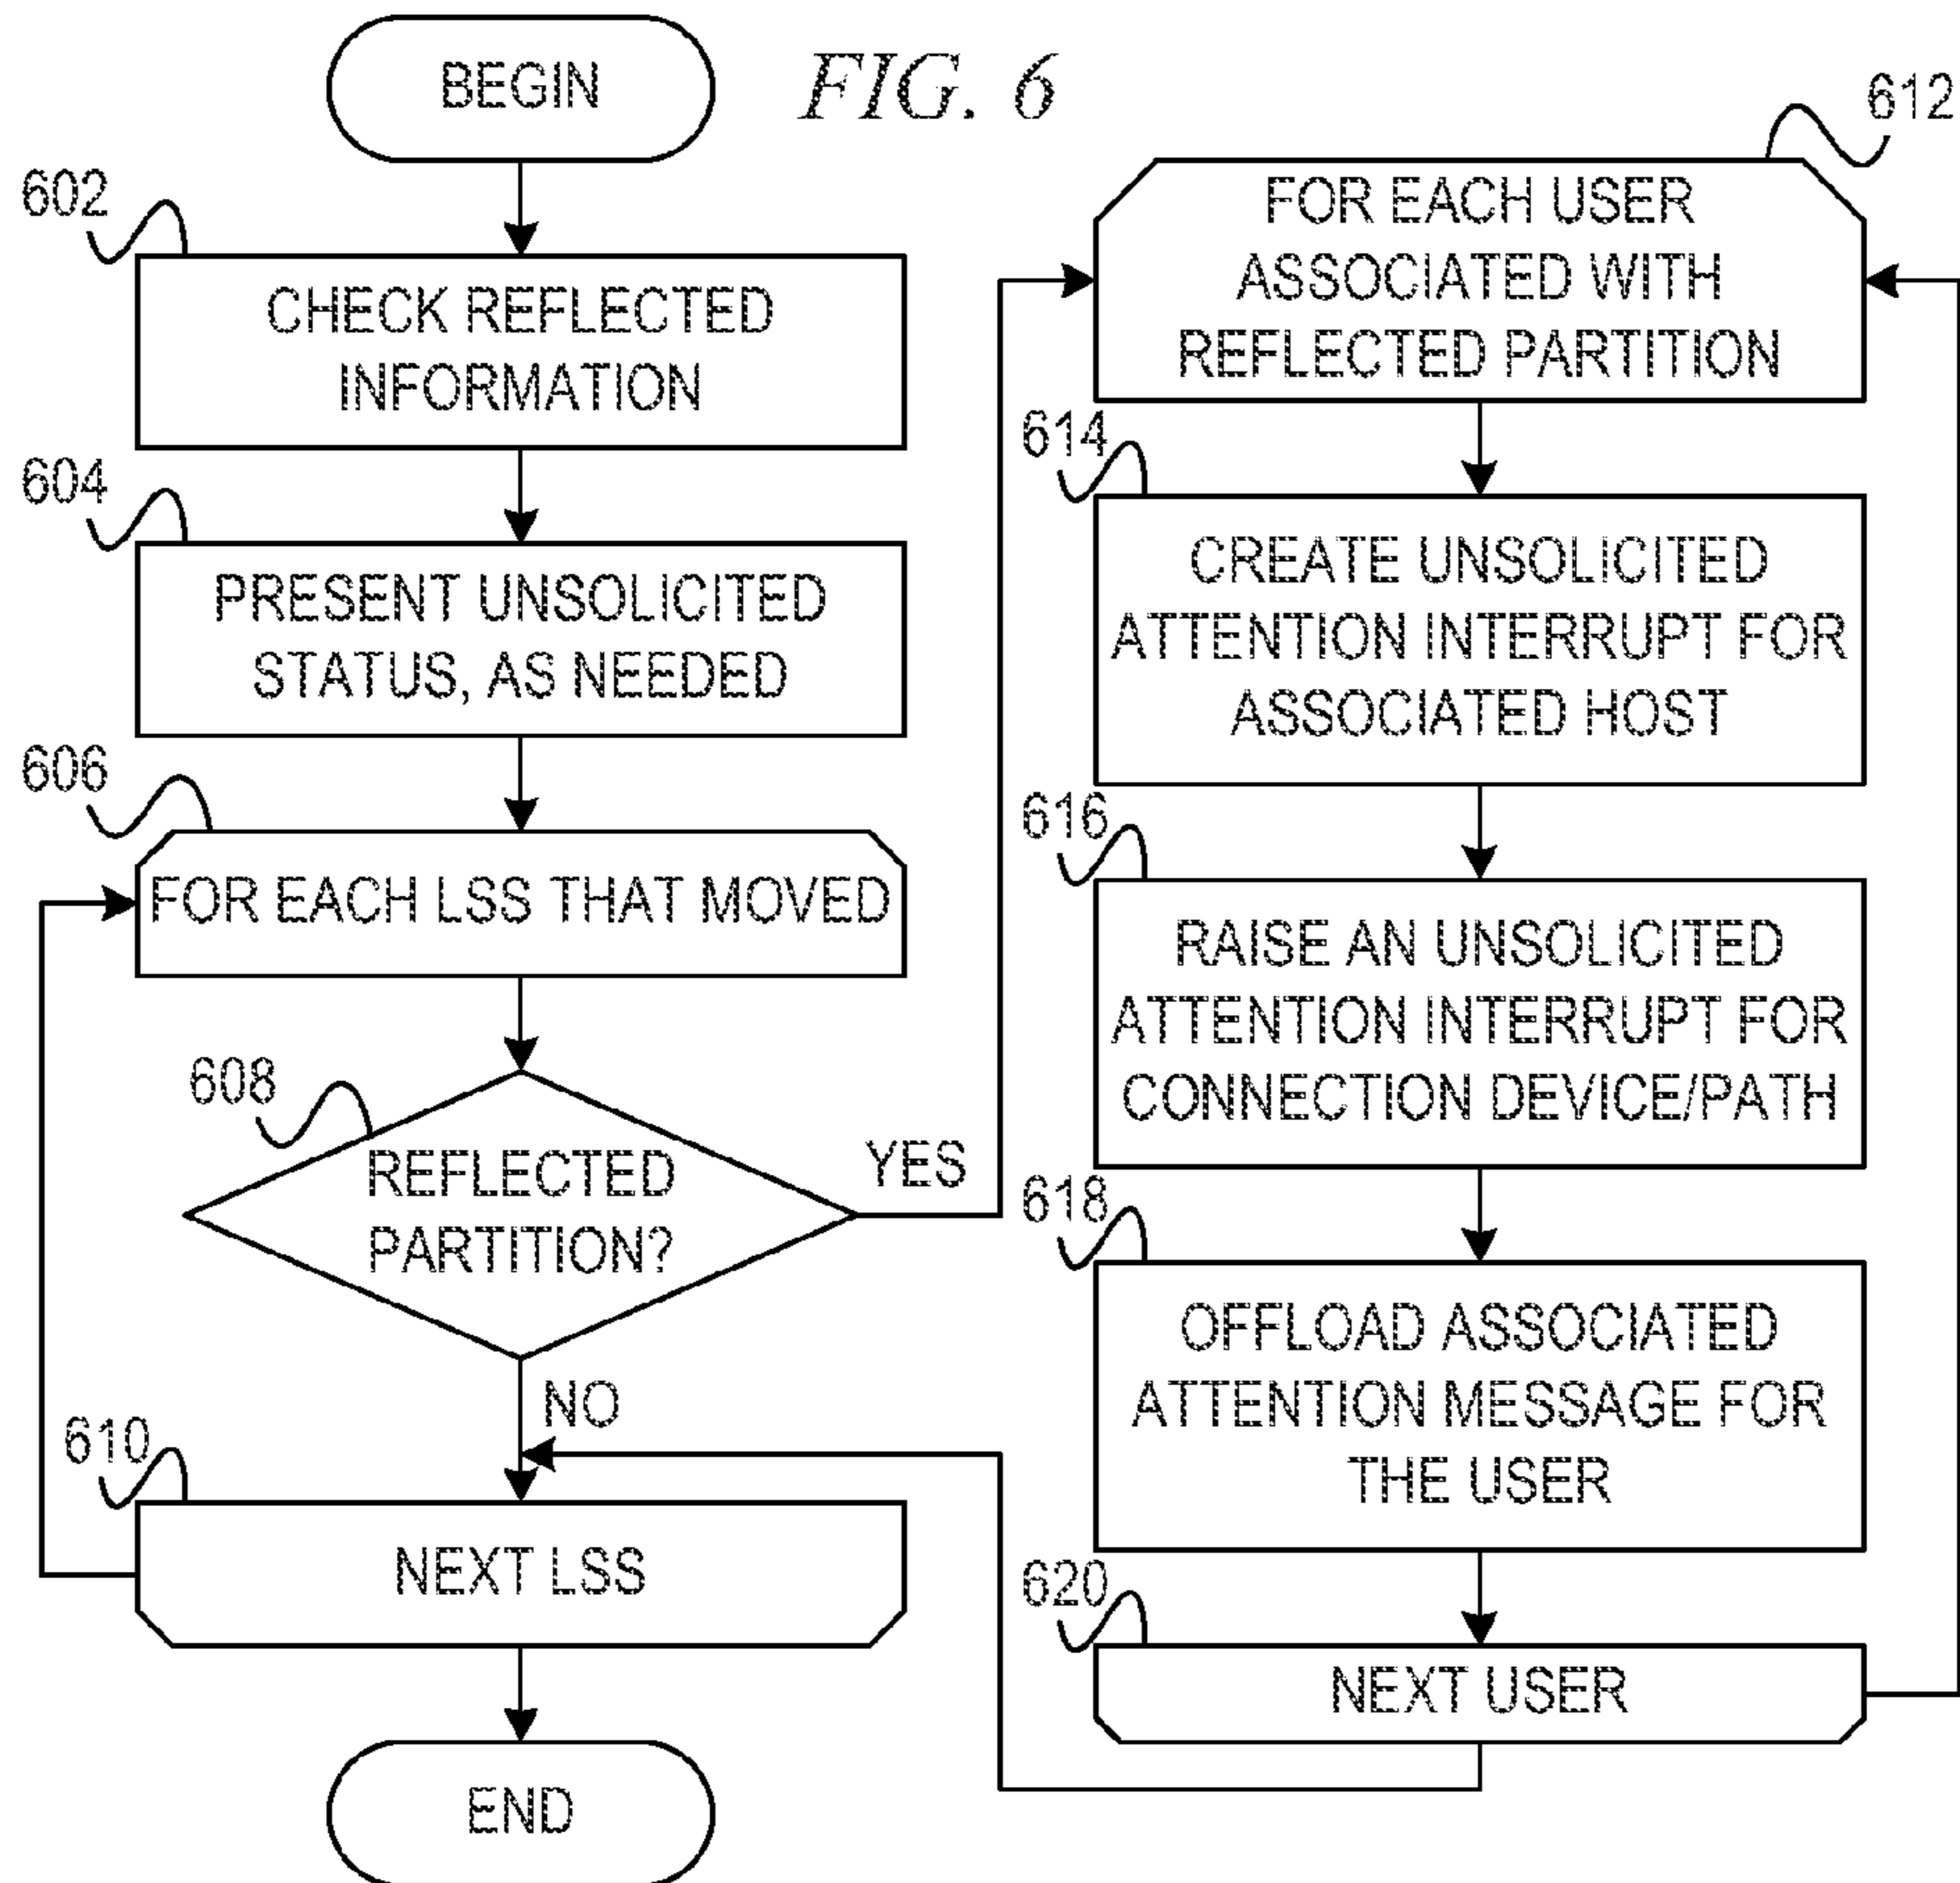 BEGIN
FIG. 6
602
CHECK REFLECTED
INFORMATION
604
PRESENT UNSOLICITED
STATUS, AS NEEDED
606
FOR EACH LSS THAT MOVED
608
REFLECTED
PARTITION?
YES
NO
610
NEXT LSS
END
612
FOR EACH USER
ASSOCIATED WITH
REFLECTED PARTITION
614
CREATE UNSOLICITED
ATTENTION INTERRUPT FOR
ASSOCIATED HOST
616
RAISE AN UNSOLICITED
ATTENTION INTERRUPT FOR
CONNECTION DEVICE/PATH
618
OFFLOAD ASSOCIATED
ATTENTION MESSAGE FOR
THE USER
620
NEXT USER